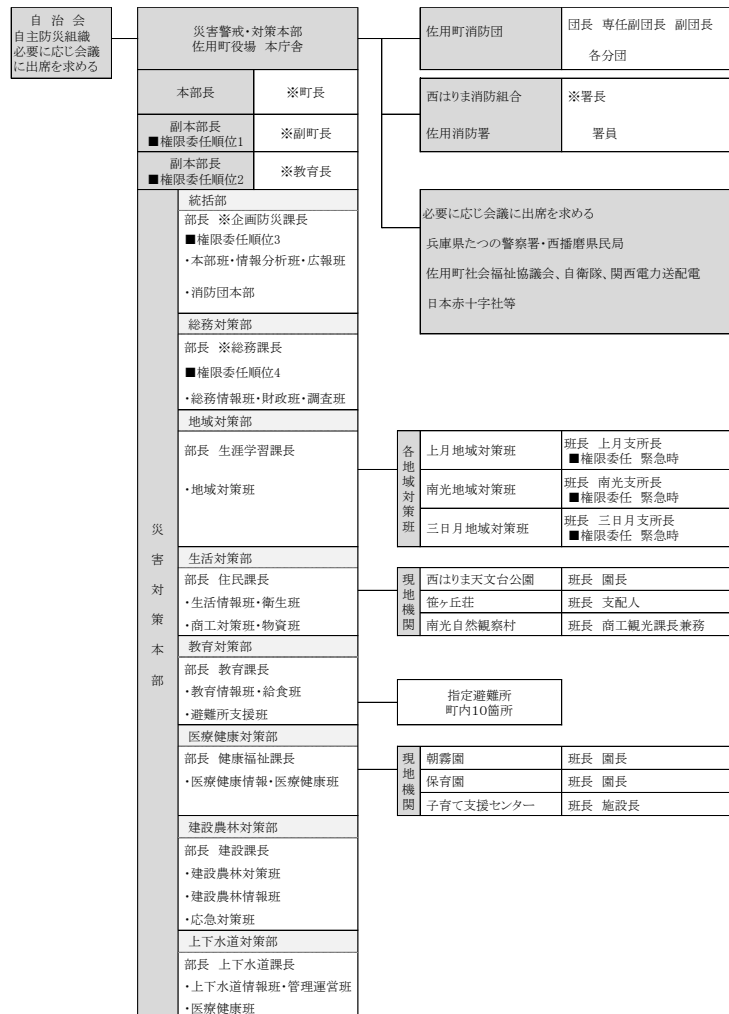 自 治 会
自主防災組織
必要に応じ会議
に出席を求める
災害警戒・対策本部
佐用町役場 本庁舎
佐用町消防団
団長 専任副団長 副団長
各分団
本部長
※町長
西はりま消防組合
※署長
佐用消防署
署員
副本部長
■権限委任順位1
※副町長
副本部長
■権限委任順位2
※教育長
必要に応じ会議に出席を求める
兵庫県たつの警察署・西播磨県民局
佐用町社会福祉協議会、自衛隊、関西電力送配電
日本赤十字社等
災害対策本部
統括部
部長 ※企画防災課長
■権限委任順位3
・本部班・情報分析班・広報班
・消防団本部
総務対策部
部長 ※総務課長
■権限委任順位4
・総務情報班・財政班・調査班
地域対策部
部長 生涯学習課長
・地域対策班
各地域対策班
上月地域対策班
班長 上月支所長
■権限委任 緊急時
南光地域対策班
班長 南光支所長
■権限委任 緊急時
三日月地域対策班
班長 三日月支所長
■権限委任 緊急時
生活対策部
部長 住民課長
・生活情報班・衛生班
・商工対策班・物資班
現地機関
西はりま天文台公園
班長 園長
笹ヶ丘荘
班長 支配人
南光自然観察村
班長 商工観光課長兼務
教育対策部
部長 教育課長
・教育情報班・給食班
・避難所支援班
指定避難所
町内10箇所
医療健康対策部
部長 健康福祉課長
・医療健康情報・医療健康班
現地機関
朝霧園
班長 園長
保育園
班長 園長
子育て支援センター
班長 施設長
建設農林対策部
部長 建設課長
・建設農林対策班
・建設農林情報班
・応急対策班
上下水道対策部
部長 上下水道課長
・上下水道情報班・管理運営班
・医療健康班